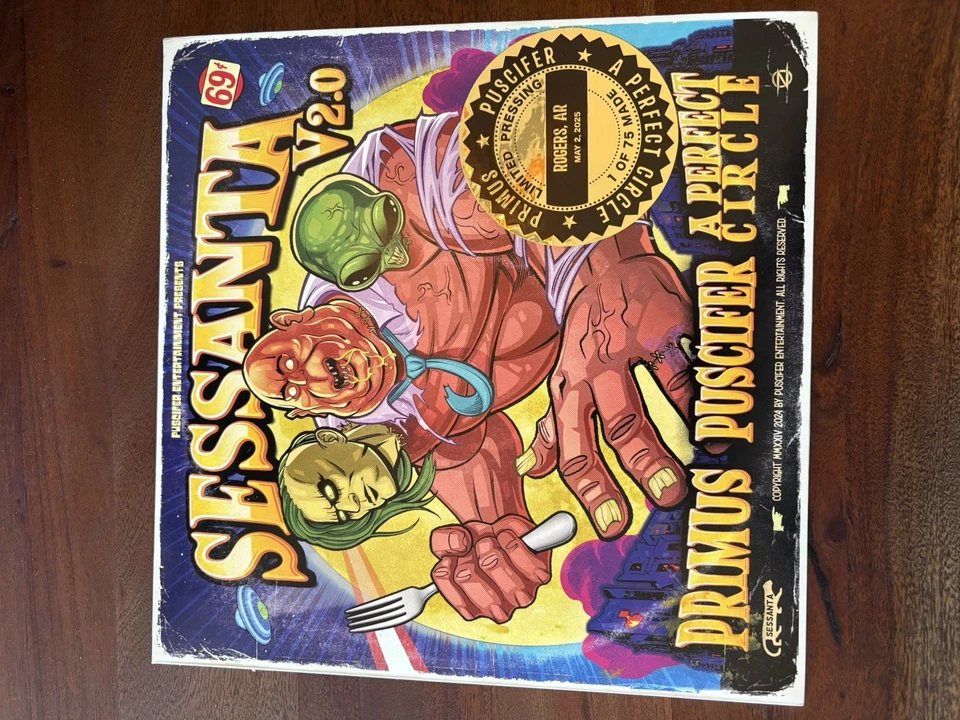 PUSCIFER ENTERTAINMENT PRESENTS
69¢
SESSANTA
V2.0
PRIMUS ★ PUSCIFER ★ A PERFECT CIRCLE ★
LIMITED PRESSING
ROGERS, AR
MAY 2, 2025
1 OF 75 MADE
PRIMUS PUSCIFER A PERFECT
CIRCLE
SESSANTA
COPYRIGHT MMXXIV 2024 BY PUSCIFER ENTERTAINMENT. ALL RIGHTS RESERVED.